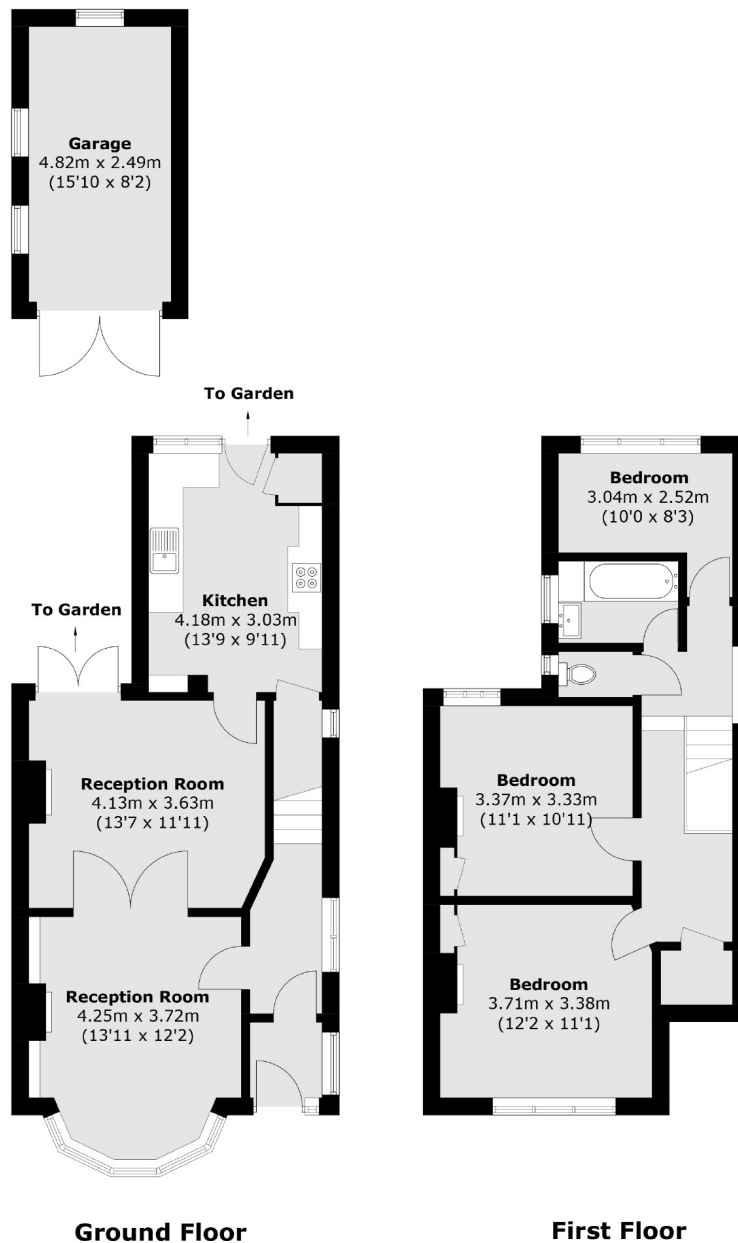 Garage
4.82m x 2.49m
(15'10 x 8'2)
To Garden
To Garden
Kitchen
4.18m x 3.03m
(13'9 x 9'11)
Reception Room
4.13m x 3.63m
(13'7 x 11'11)
Reception Room
4.25m x 3.72m
(13'11 x 12'2)
Ground Floor
Bedroom
3.04m x 2.52m
(10'0 x 8'3)
Bedroom
3.37m x 3.33m
(11'1 x 10'11)
Bedroom
3.71m x 3.38m
(12'2 x 11'1)
First Floor